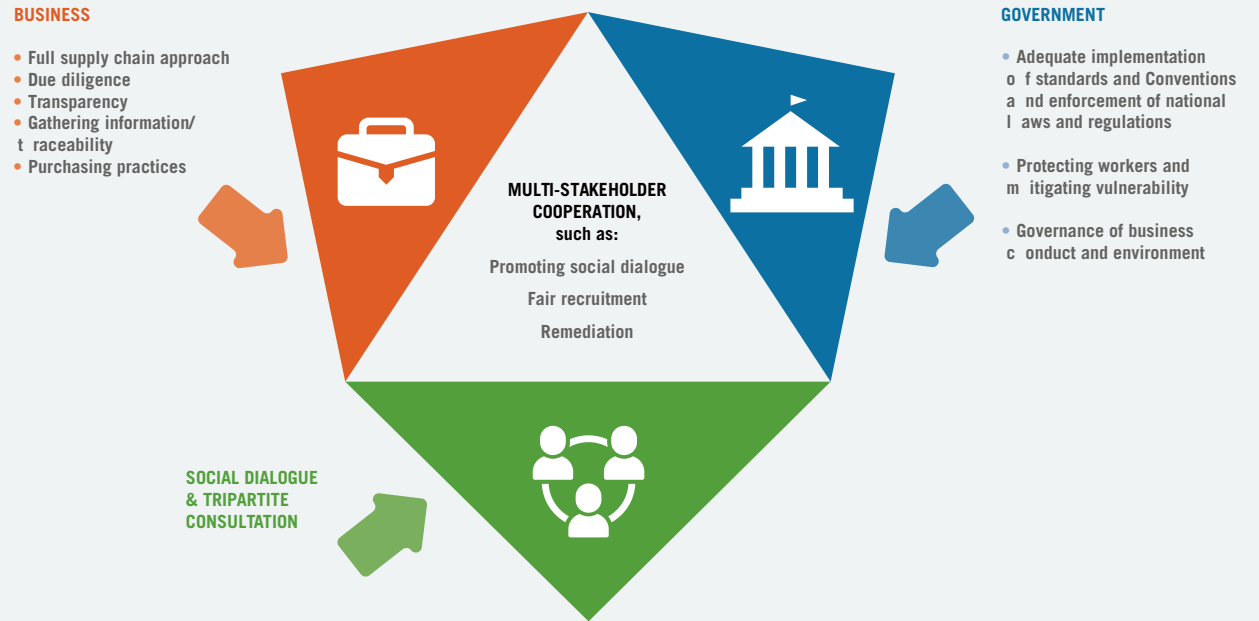 BUSINESS
• Full supply chain approach
• Due diligence
• Transparency
• Gathering information/
t raceability
• Purchasing practices
GOVERNMENT
• Adequate implementation
o f standards and Conventions
a nd enforcement of national
l aws and regulations
• Protecting workers and
m itigating vulnerability
• Governance of business
c onduct and environment
MULTI-STAKEHOLDER
COOPERATION,
such as:
Promoting social dialogue
Fair recruitment
Remediation
SOCIAL DIALOGUE
& TRIPARTITE
CONSULTATION